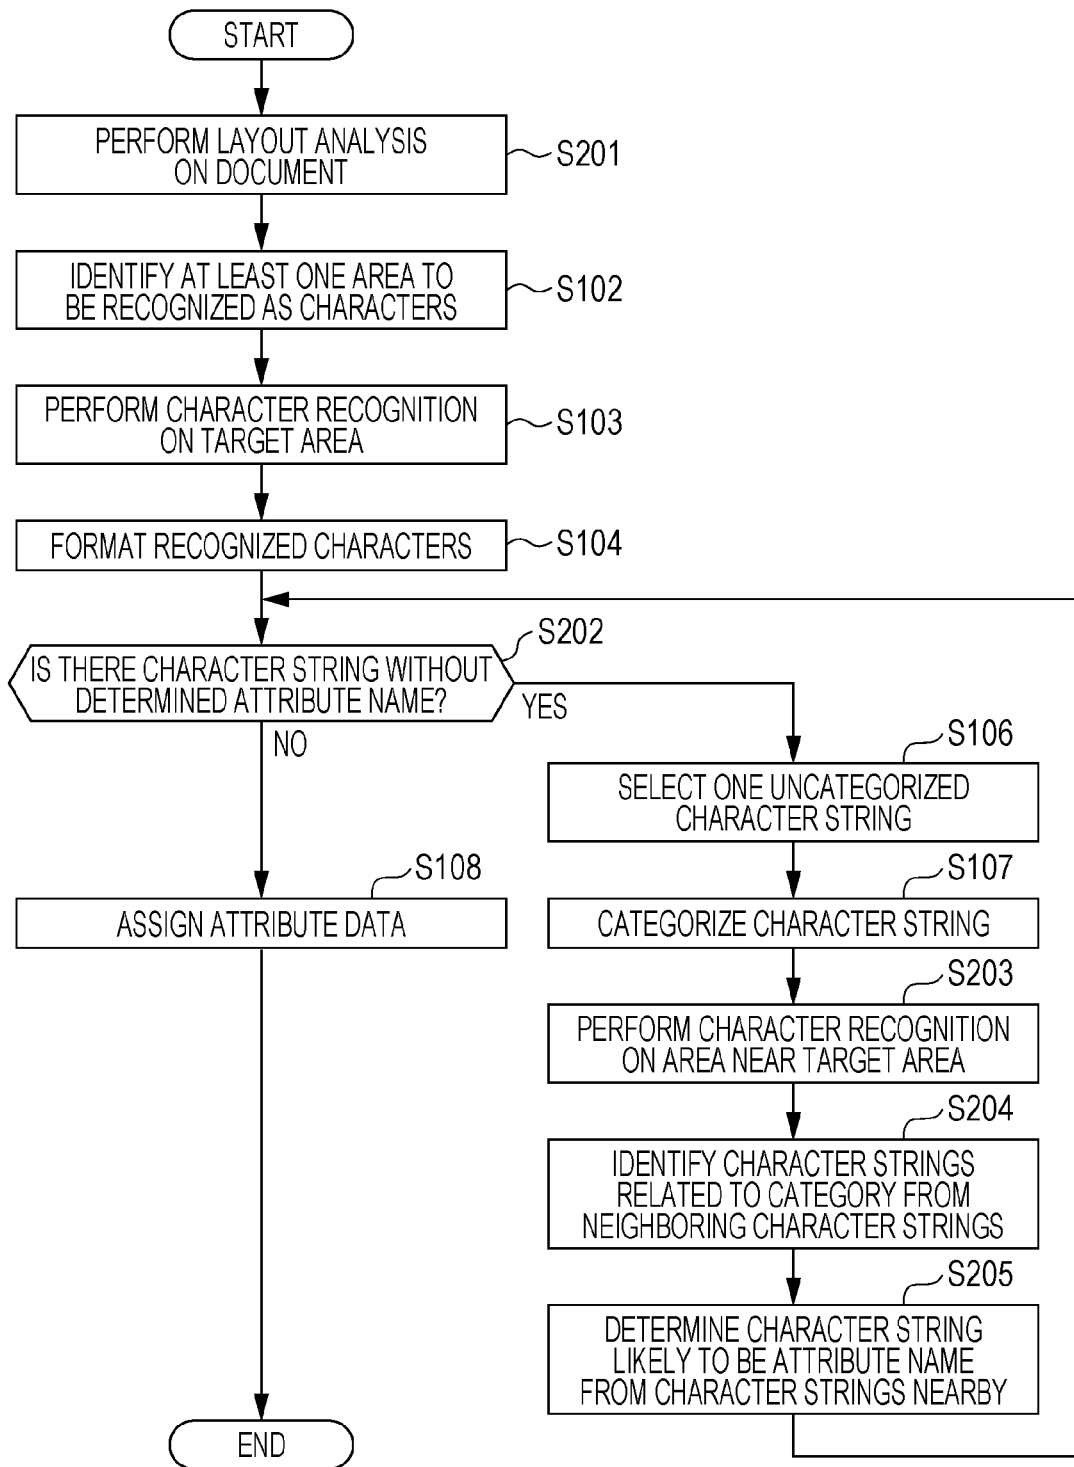 START
PERFORM LAYOUT ANALYSIS
ON DOCUMENT
S201
IDENTIFY AT LEAST ONE AREA TO
BE RECOGNIZED AS CHARACTERS
S102
PERFORM CHARACTER RECOGNITION
ON TARGET AREA
S103
FORMAT RECOGNIZED CHARACTERS
S104
S202
IS THERE CHARACTER STRING WITHOUT
DETERMINED ATTRIBUTE NAME?
YES
NO
S106
SELECT ONE UNCATEGORIZED
CHARACTER STRING
S107
CATEGORIZE CHARACTER STRING
S203
PERFORM CHARACTER RECOGNITION
ON AREA NEAR TARGET AREA
S204
IDENTIFY CHARACTER STRINGS
RELATED TO CATEGORY FROM
NEIGHBORING CHARACTER STRINGS
S205
DETERMINE CHARACTER STRING
LIKELY TO BE ATTRIBUTE NAME
FROM CHARACTER STRINGS NEARBY
S108
ASSIGN ATTRIBUTE DATA
END